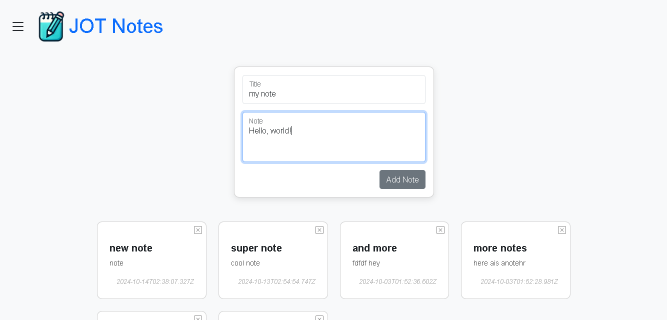 JOT Notes
Title
my note
Note
Hello, world!
Add Note
new note
note
2024-10-14T02:39:07.327Z
super note
cool note
2024-10-13T02:54:54.747Z
and more
fdfdf hey
2024-10-03T01:52:36.602Z
more notes
here ais anotehr
2024-10-03T01:52:28.981Z